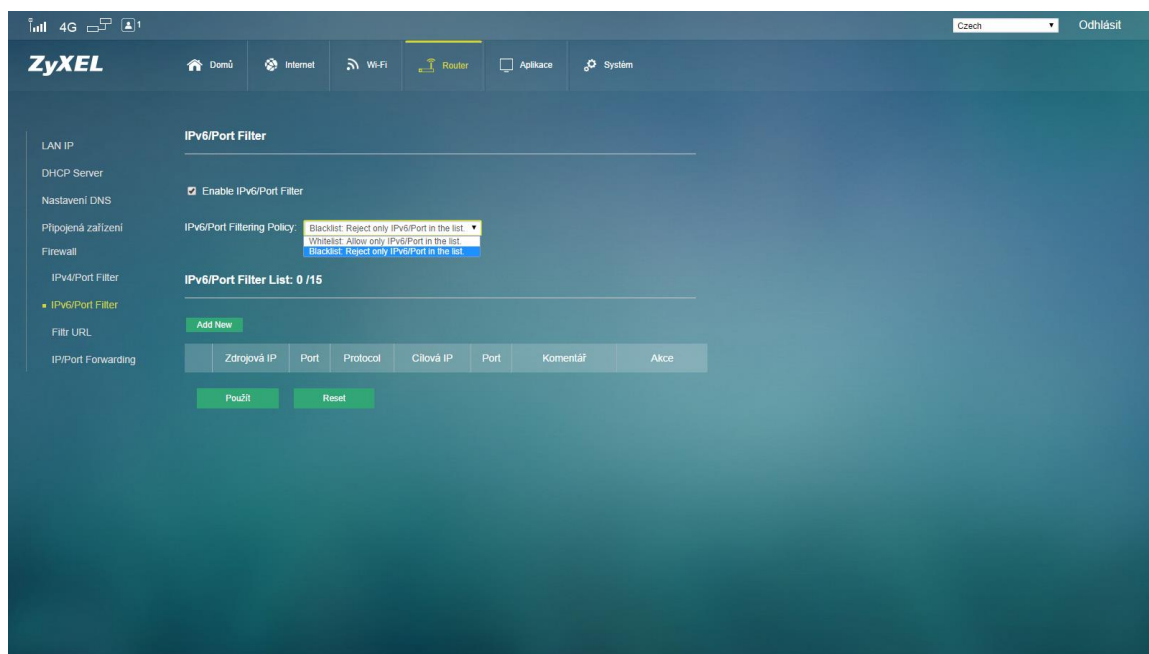 4G 1 Czech Odhlásit
ZyXEL Domů Internet Wi-Fi Router Aplikace Systém
LAN IP
DHCP Server
Nastavení DNS
Připojená zařízení
Firewall
IPv4/Port Filter
IPv6/Port Filter
Filtr URL
IP/Port Forwarding
IPv6/Port Filter
Enable IPv6/Port Filter
IPv6/Port Filtering Policy: Blacklist: Reject only IPv6/Port in the list.
Whitelist: Allow only IPv6/Port in the list.
Blacklist: Reject only IPv6/Port in the list.
IPv6/Port Filter List: 0 /15
Add New
Zdrojová IP Port Protocol Cílová IP Port Komentář Akce
Použít Reset